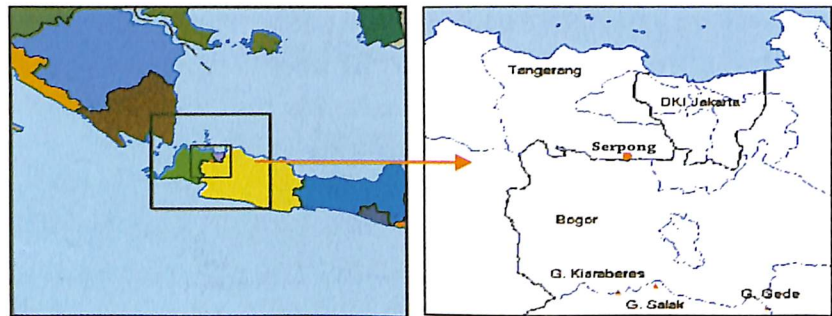 Tangerang
DKI Jakarta
Serpong
Bogor
G. Kiaraberes
G. Salak
G. Gede